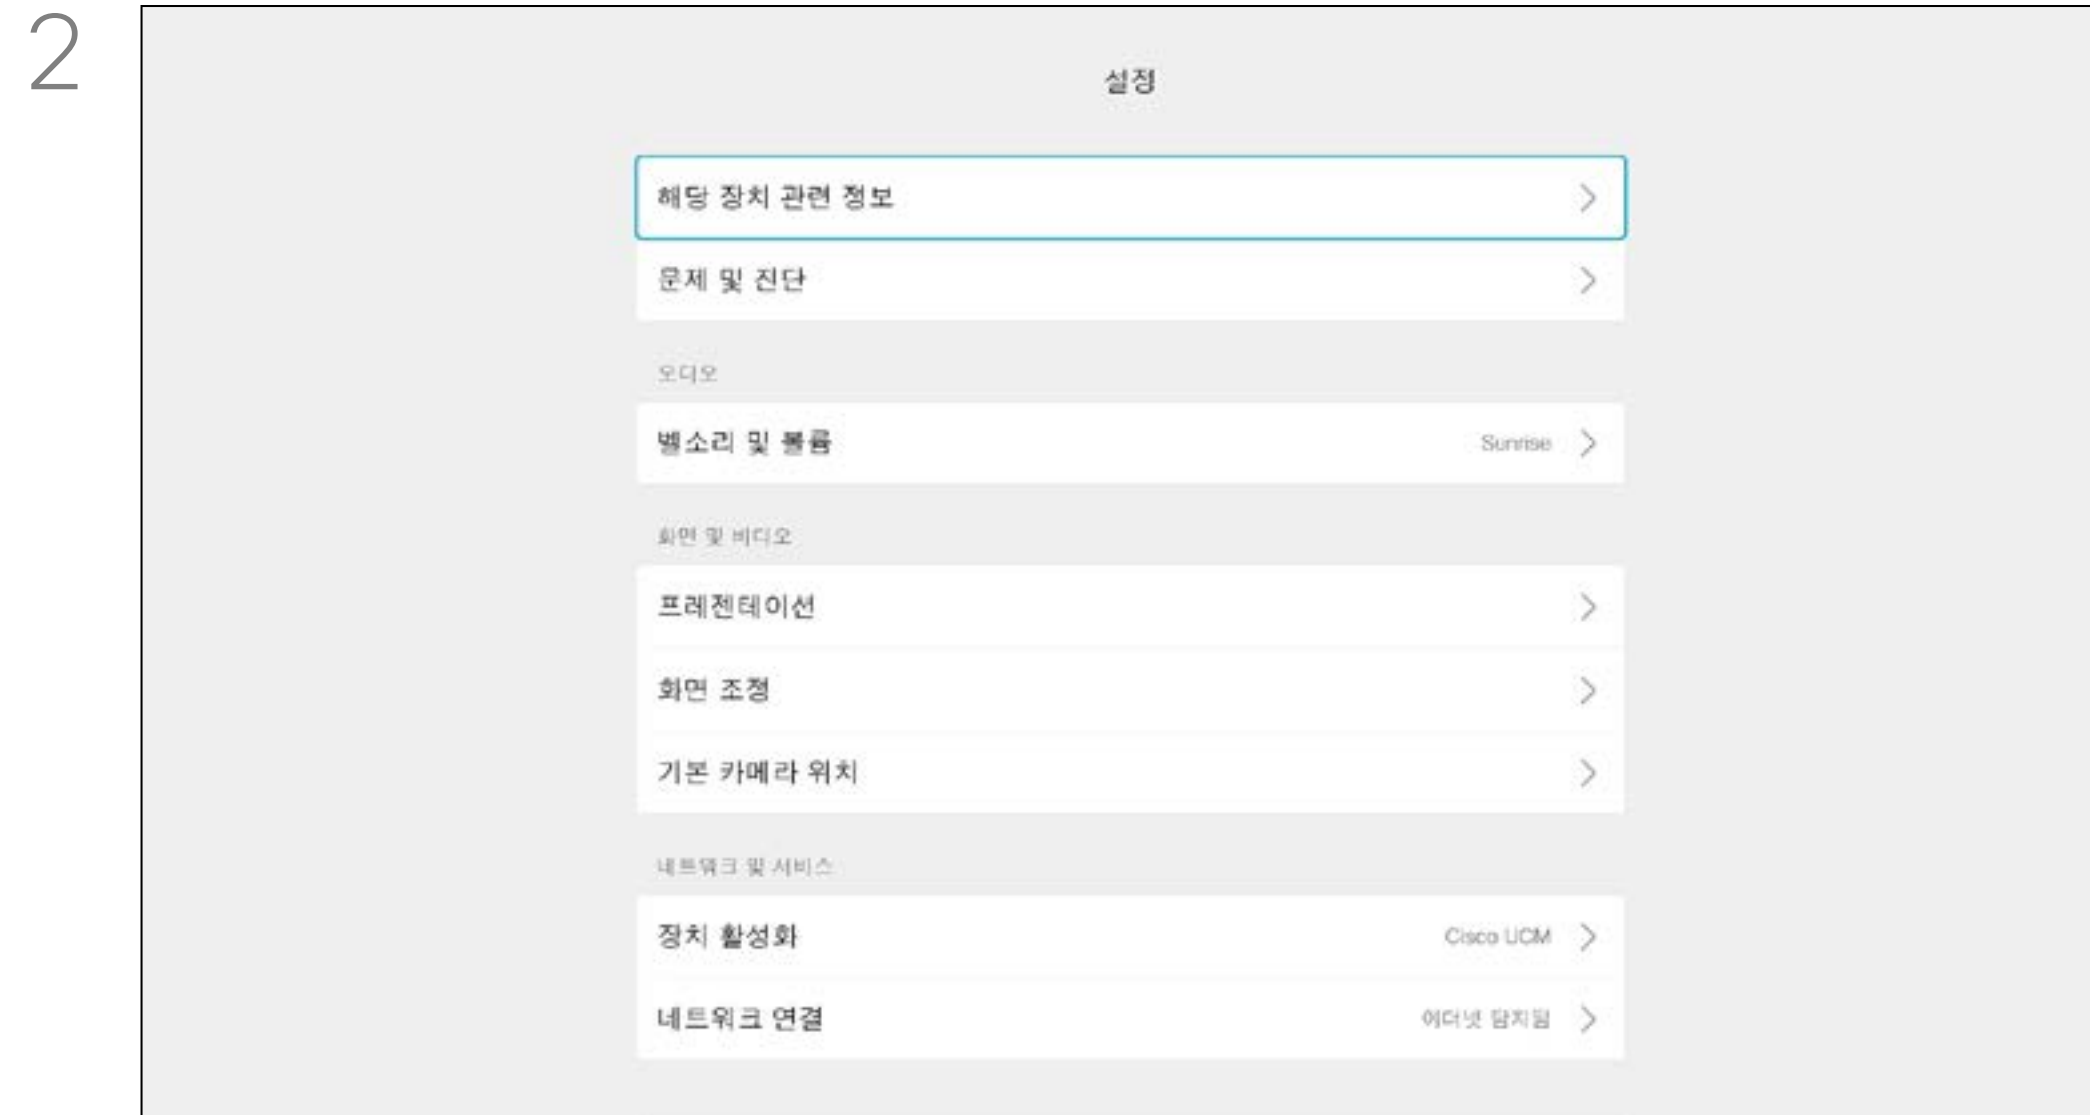 2
설정
해당 장치 관련 정보
문제 및 진단
오디오
벨소리 및 볼륨 Sunrise
화면 및 비디오
프레젠테이션
화면 조정
기본 카메라 위치
네트워크 및 서비스
장치 활성화 Cisco UCM
네트워크 연결 이더넷 탐지됨